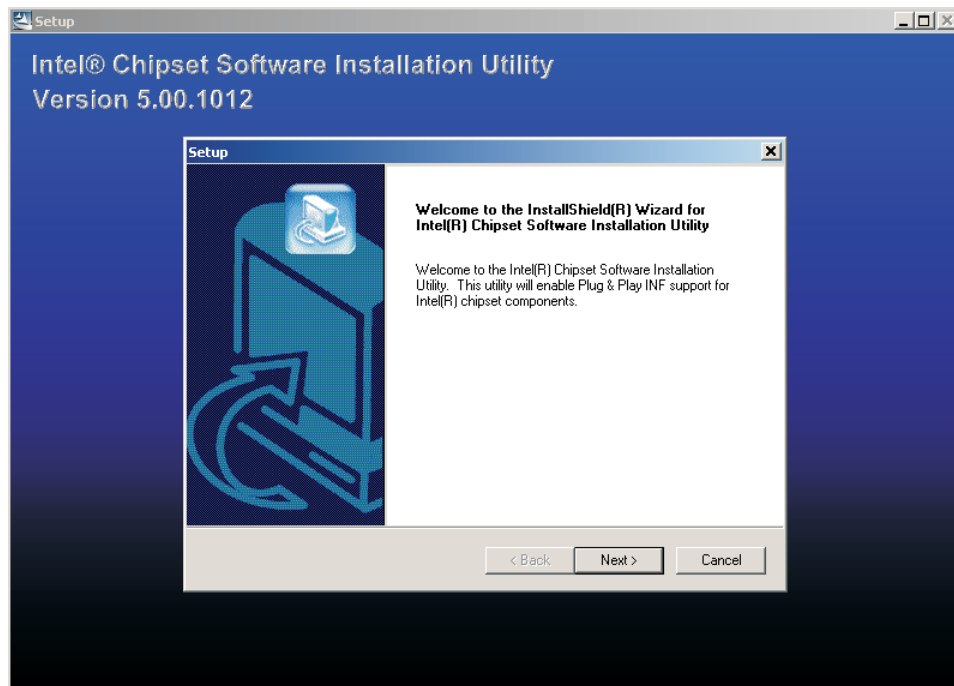 Setup
Intel® Chipset Software Installation Utility
Version 5.00.1012
Setup
Welcome to the InstallShield(R) Wizard for
Intel(R) Chipset Software Installation Utility
Welcome to the Intel(R) Chipset Software Installation
Utility. This utility will enable Plug & Play INF support for
Intel(R) chipset components.
< Back
Next >
Cancel